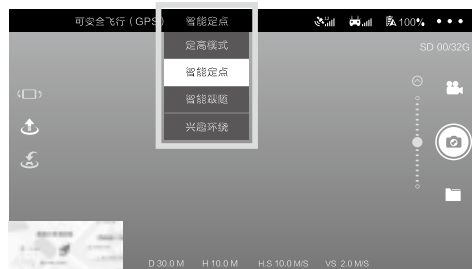 可安全飞行(GPS) 智能定点 100%
SD 00/32G
定高模式
智能定点
智能跟随
兴趣环绕
D 30.0 M H 10.0 M H.S 10.0 M/S VS 2.0 M/S